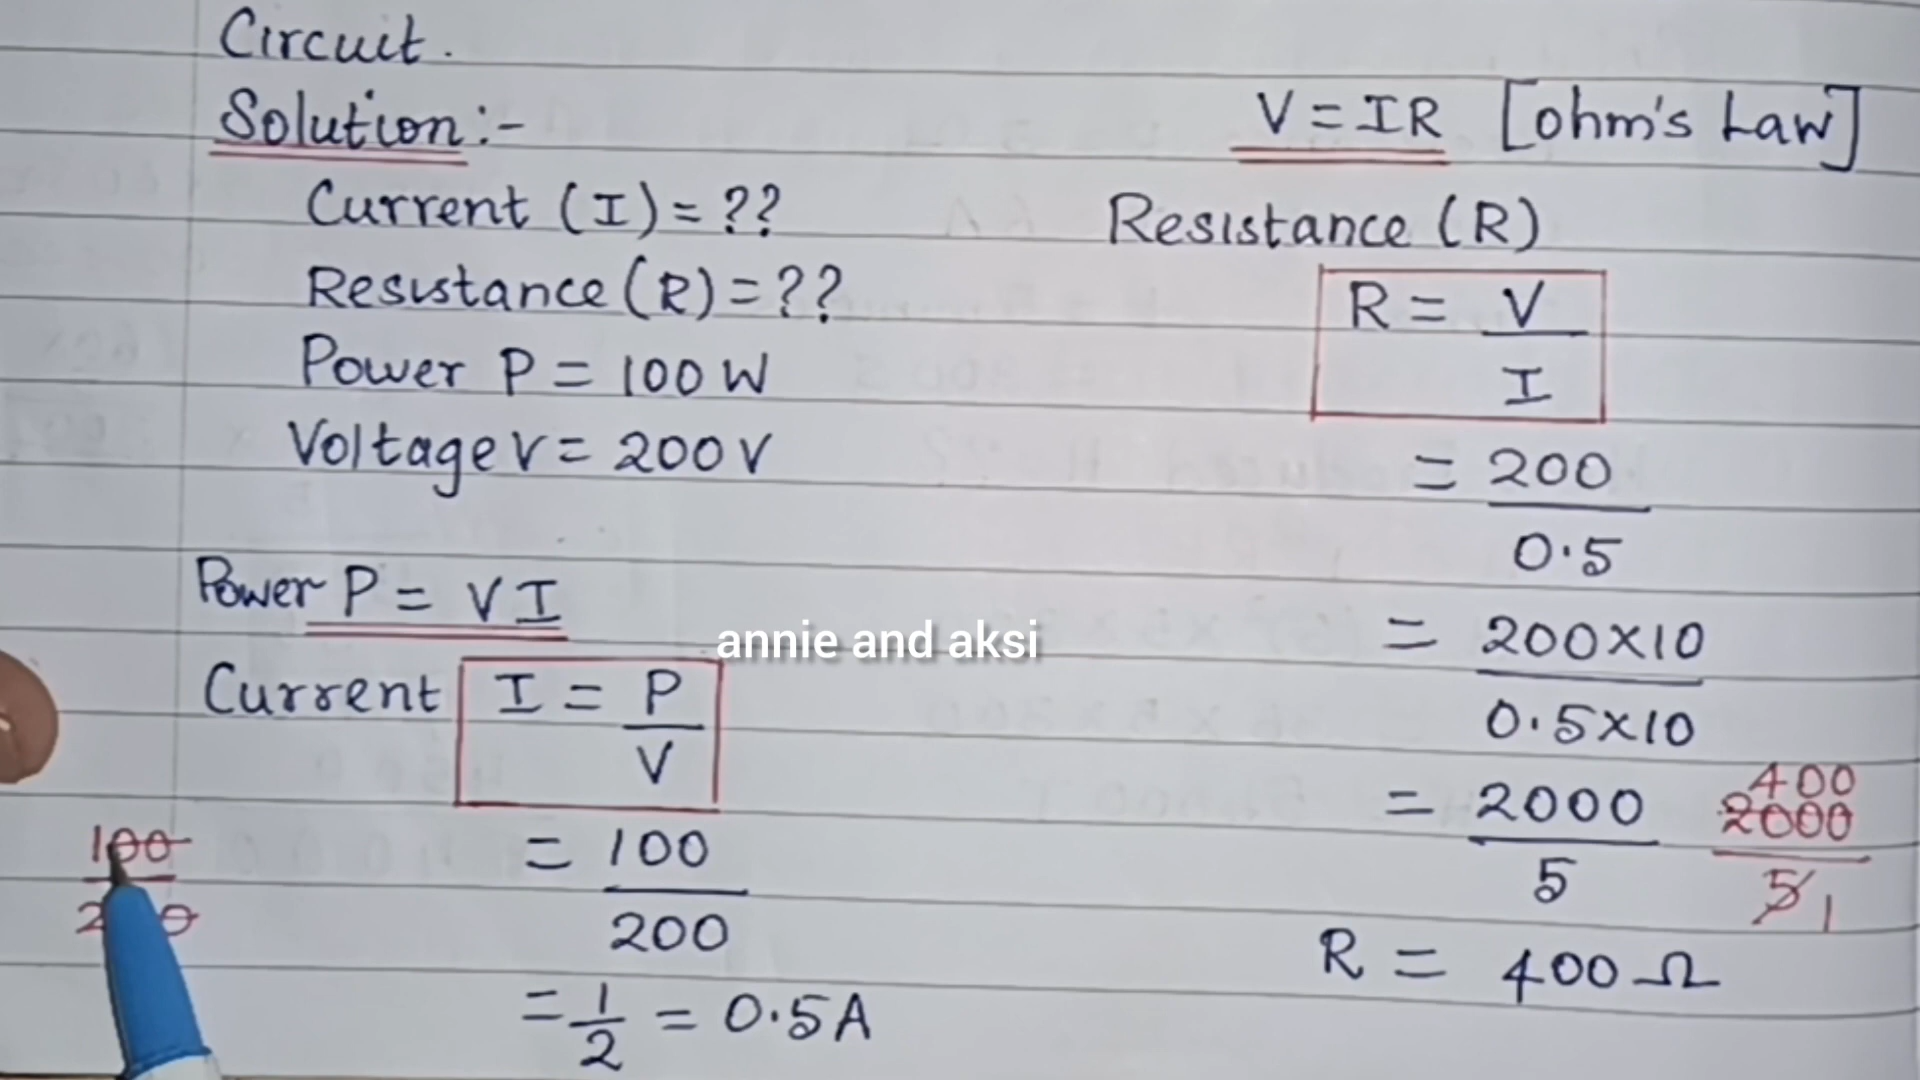 Circuit.
Solution:-
Current (I) = ??
Resistance (R) = ??
Power P = 100 W
Voltage V = 200 V
Power P = VI
Current I = P
V
100
= 100
200
= 1/2 = 0.5A
annie and aksi
V = IR [ohm's Law]
Resistance (R)
R = V
I
= 200
0.5
= 200×10
0.5×10
= 2000
5
400
2000
5 1
R = 400 Ω